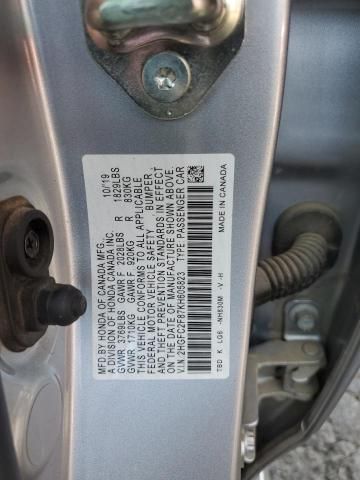 MFD. BY HONDA OF CANADA MFG. 10/19
A DIVISION OF HONDA CANADA INC.
GVWR 3769LBS GAWR F 2028LBS R 1829LBS
GVWR 1710KG GAWR F 920KG R 830KG
THIS VEHICLE CONFORMS TO ALL APPLICABLE
FEDERAL MOTOR VEHICLE SAFETY BUMPER,
AND THEFT PREVENTION STANDARDS IN EFFECT
ON THE DATE OF MANUFACTURE SHOWN ABOVE.
V.I.N.:2HGFC2F87KH605823 TYPE:PASSENGER CAR
TBD K LG6 -NH830M -V -H MADE IN CANADA